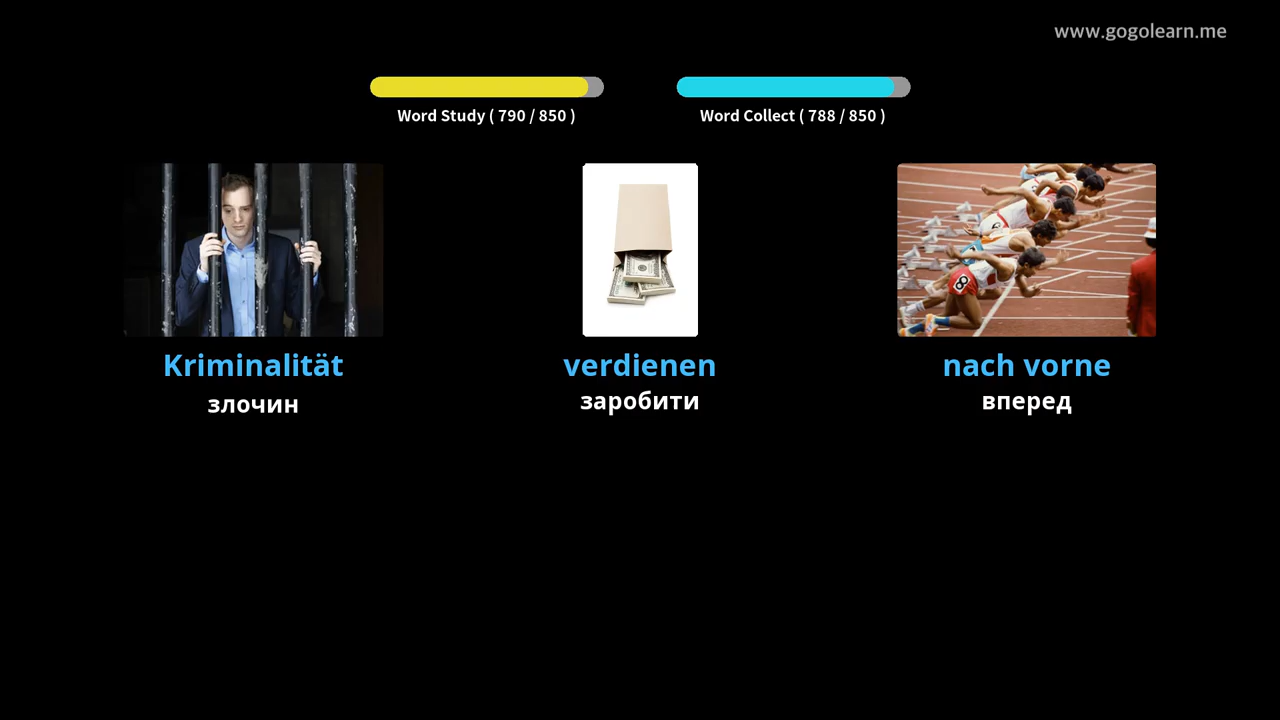 www.gogolearn.me
Word Study ( 790 / 850 )
Word Collect ( 788 / 850 )
Kriminalität
злочин
verdienen
заробити
nach vorne
вперед